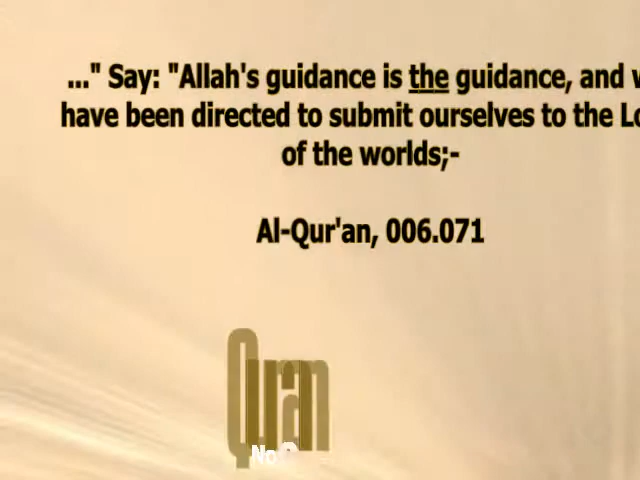 ..." Say: "Allah's guidance is the guidance, and
have been directed to submit ourselves to the
of the worlds;-
Al-Qur'an, 006.071
Quran
No